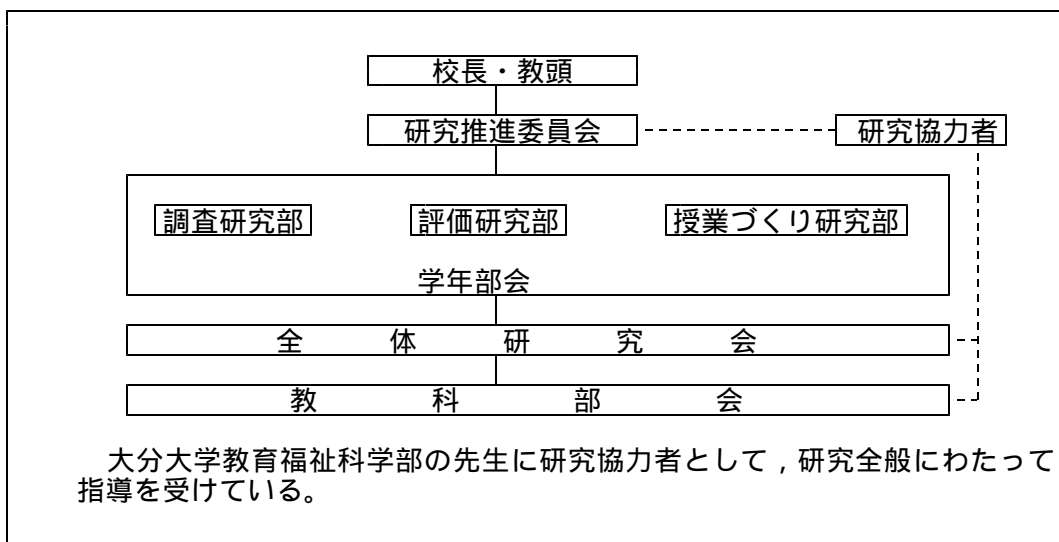 校長・教頭
研究推進委員会 研究協力者
調査研究部 評価研究部 授業づくり研究部
学年部会
全体研究会
教科部会
大分大学教育福祉科学部の先生に研究協力者として，研究全般にわたって
指導を受けている。